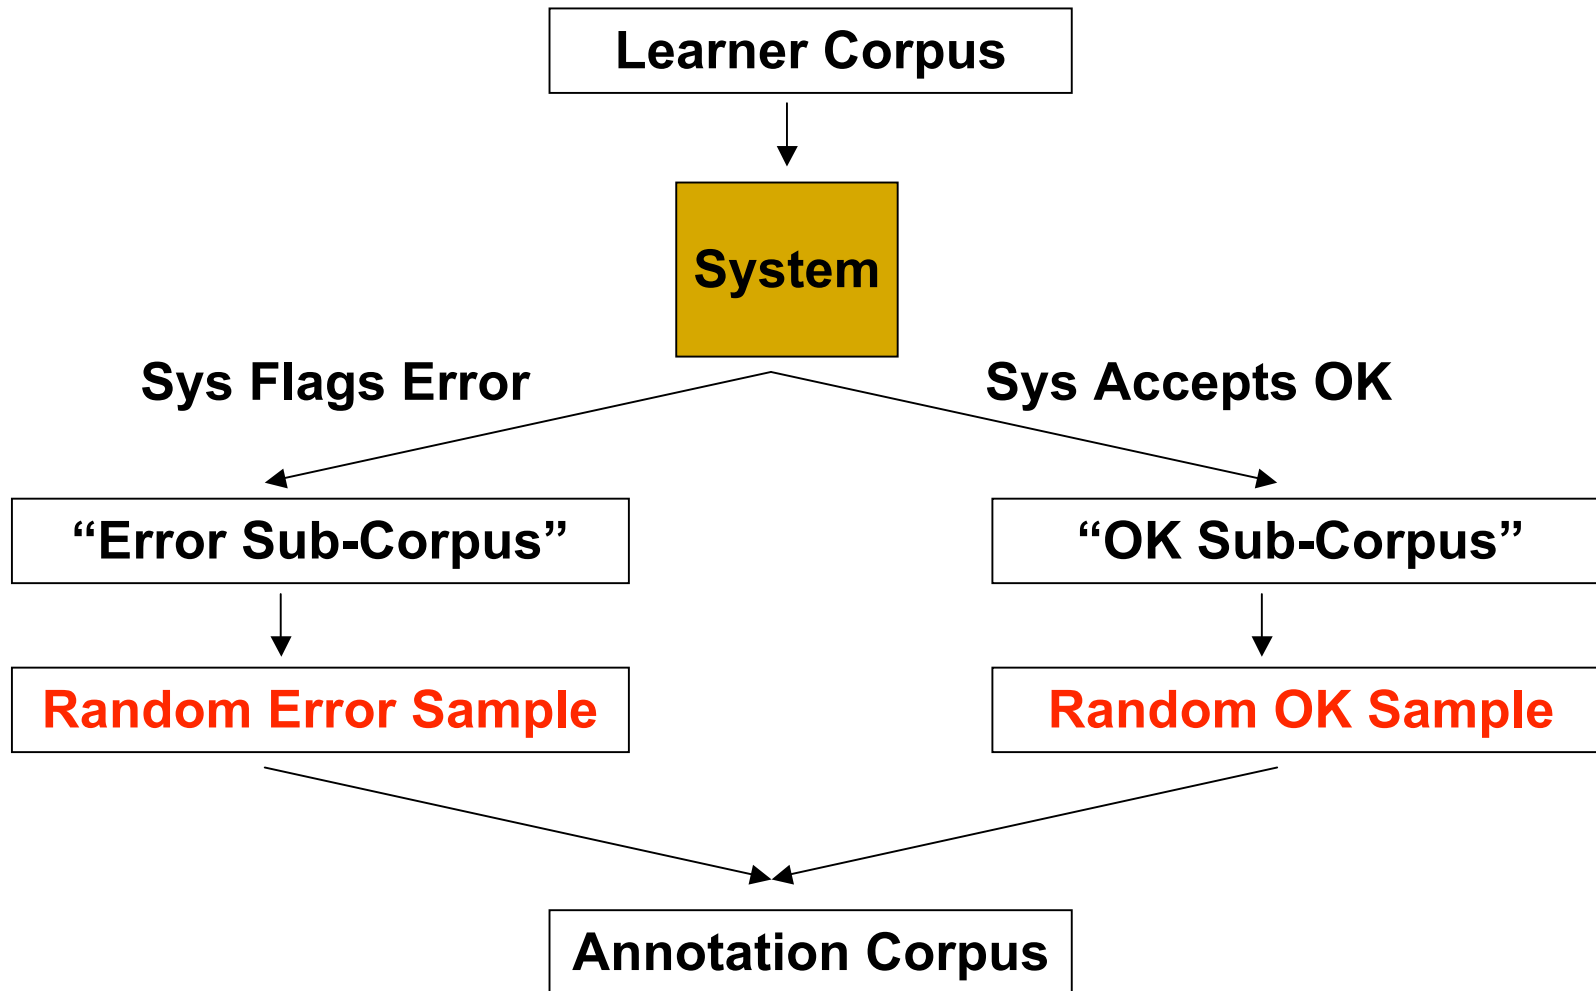 Learner Corpus
System
Sys Flags Error
Sys Accepts OK
“Error Sub-Corpus”
“OK Sub-Corpus”
Random Error Sample
Random OK Sample
Annotation Corpus